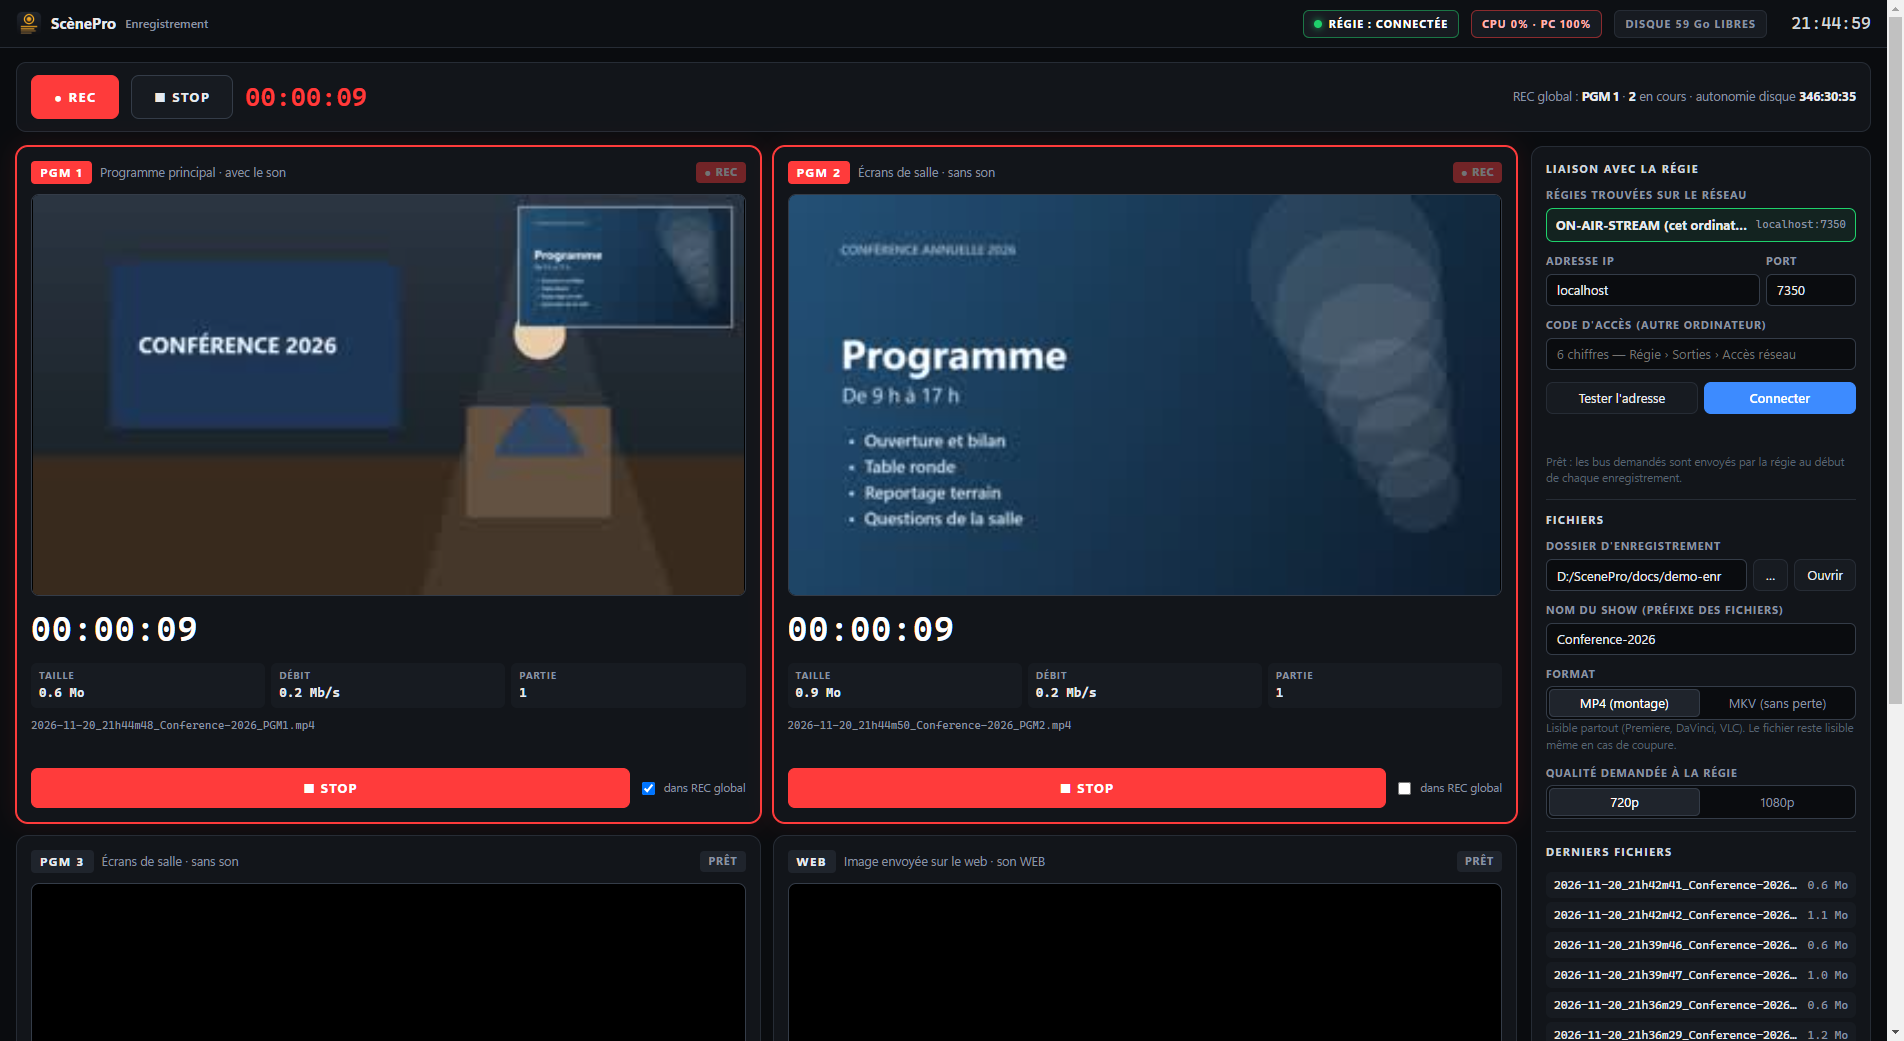 ScènePro Enregistrement
RÉGIE : CONNECTÉE
CPU 0% · PC 100%
DISQUE 59 Go LIBRES
21:44:59
● REC
■ STOP
00:00:09
REC global : PGM 1 · 2 en cours · autonomie disque 346:30:35
PGM 1 Programme principal · avec le son
● REC
CONFÉRENCE 2026
Programme
00:00:09
TAILLE
0.6 Mo
DÉBIT
0.2 Mb/s
PARTIE
1
2026-11-20_21h44m48_Conference-2026_PGM1.mp4
■ STOP
dans REC global
PGM 2 Écrans de salle · sans son
● REC
CONFÉRENCE ANNUELLE 2026
Programme
De 9 h à 17 h
• Ouverture et bilan
• Table ronde
• Reportage terrain
• Questions de la salle
00:00:09
TAILLE
0.9 Mo
DÉBIT
0.2 Mb/s
PARTIE
1
2026-11-20_21h44m50_Conference-2026_PGM2.mp4
■ STOP
dans REC global
PGM 3 Écrans de salle · sans son
PRÊT
WEB Image envoyée sur le web · son WEB
PRÊT
LIAISON AVEC LA RÉGIE
RÉGIES TROUVÉES SUR LE RÉSEAU
ON-AIR-STREAM (cet ordinat... localhost:7350
ADRESSE IP
localhost
PORT
7350
CODE D'ACCÈS (AUTRE ORDINATEUR)
6 chiffres — Régie › Sorties › Accès réseau
Tester l'adresse
Connecter
Prêt : les bus demandés sont envoyés par la régie au début
de chaque enregistrement.
FICHIERS
DOSSIER D'ENREGISTREMENT
D:/ScenePro/docs/demo-enr
...
Ouvrir
NOM DU SHOW (PRÉFIXE DES FICHIERS)
Conference-2026
FORMAT
MP4 (montage)
MKV (sans perte)
Lisible partout (Premiere, DaVinci, VLC). Le fichier reste lisible
même en cas de coupure.
QUALITÉ DEMANDÉE À LA RÉGIE
720p
1080p
DERNIERS FICHIERS
2026-11-20_21h42m41_Conference-2026… 0.6 Mo
2026-11-20_21h42m42_Conference-2026… 1.1 Mo
2026-11-20_21h39m46_Conference-2026… 0.6 Mo
2026-11-20_21h39m47_Conference-2026… 1.0 Mo
2026-11-20_21h36m29_Conference-2026… 0.6 Mo
2026-11-20_21h36m29_Conference-2026… 1.2 Mo